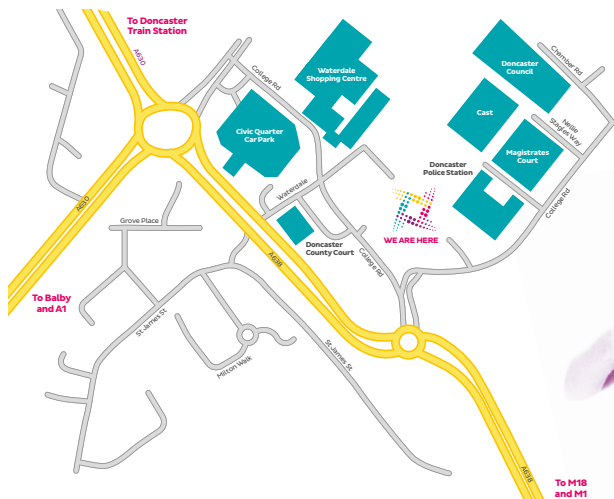 To Doncaster
Train Station
A630
College Rd
Waterdale
Shopping Centre
Doncaster
Council
Chamber Rd
Cast
Nellie
Stagles Way
Civic Quarter
Car Park
Magistrates
Court
Doncaster
Police Station
Waterdale
College Rd
A630
Grove Place
WE ARE HERE
Doncaster
County Court
College Rd
A638
To Balby
and A1
St James St
Milton Walk
St James St
A638
To M18
and M1